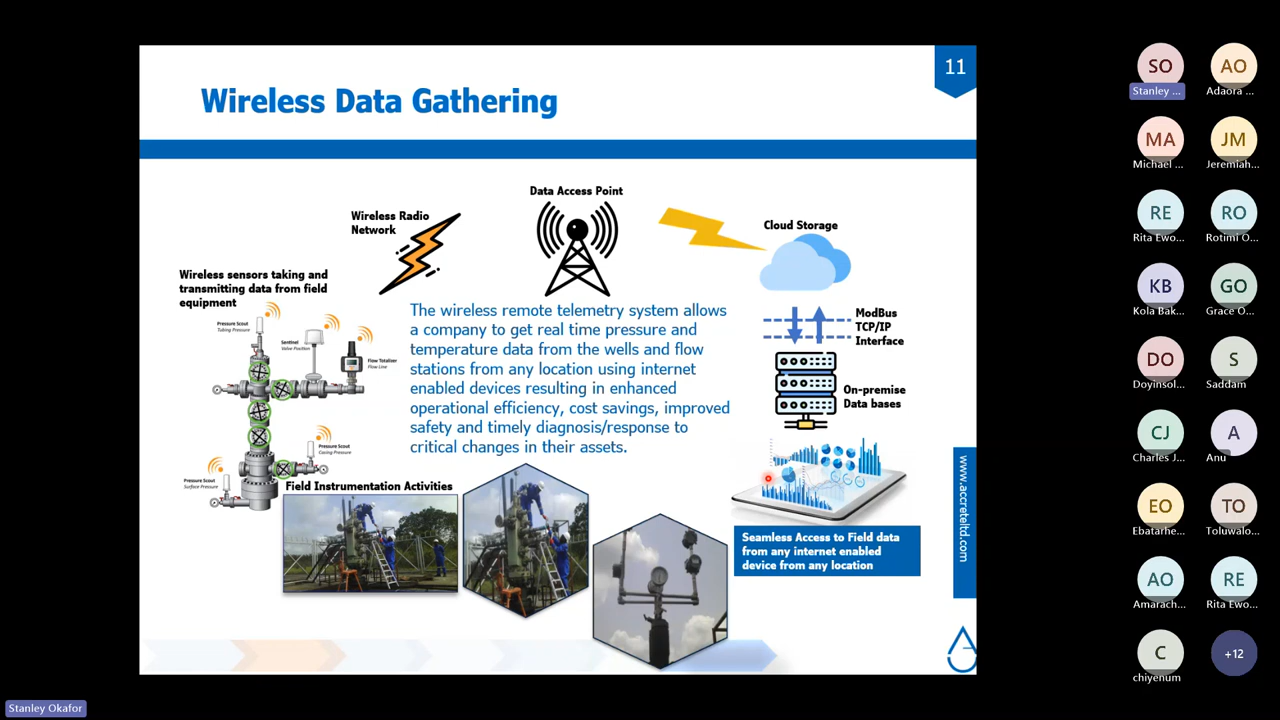 11
Wireless Data Gathering
Data Access Point
Wireless Radio
Network
Cloud Storage
Wireless sensors taking and
transmitting data from field
equipment
Pressure Scout
Tubing Pressure
Sentinel
Valve Position
Flow Totalizer
Flow Line
Pressure Scout
Casing Pressure
Pressure Scout
Surface Pressure
The wireless remote telemetry system allows
a company to get real time pressure and
temperature data from the wells and flow
stations from any location using internet
enabled devices resulting in enhanced
operational efficiency, cost savings, improved
safety and timely diagnosis/response to
critical changes in their assets.
ModBus
TCP/IP
Interface
On-premise
Data bases
Field Instrumentation Activities
Seamless Access to Field data
from any internet enabled
device from any location
www.accreteltd.com
SO
Stanley ...
AO
Adaora ...
MA
Michael ...
JM
Jeremiah...
RE
Rita Ewo...
RO
Rotimi O...
KB
Kola Bak...
GO
Grace O...
DO
Doyinsol...
S
Saddam
CJ
Charles J...
A
Anu
EO
Ebatarhe...
TO
Toluwalo...
AO
Amarach...
RE
Rita Ewo...
C
chiyenum
+12
Stanley Okafor